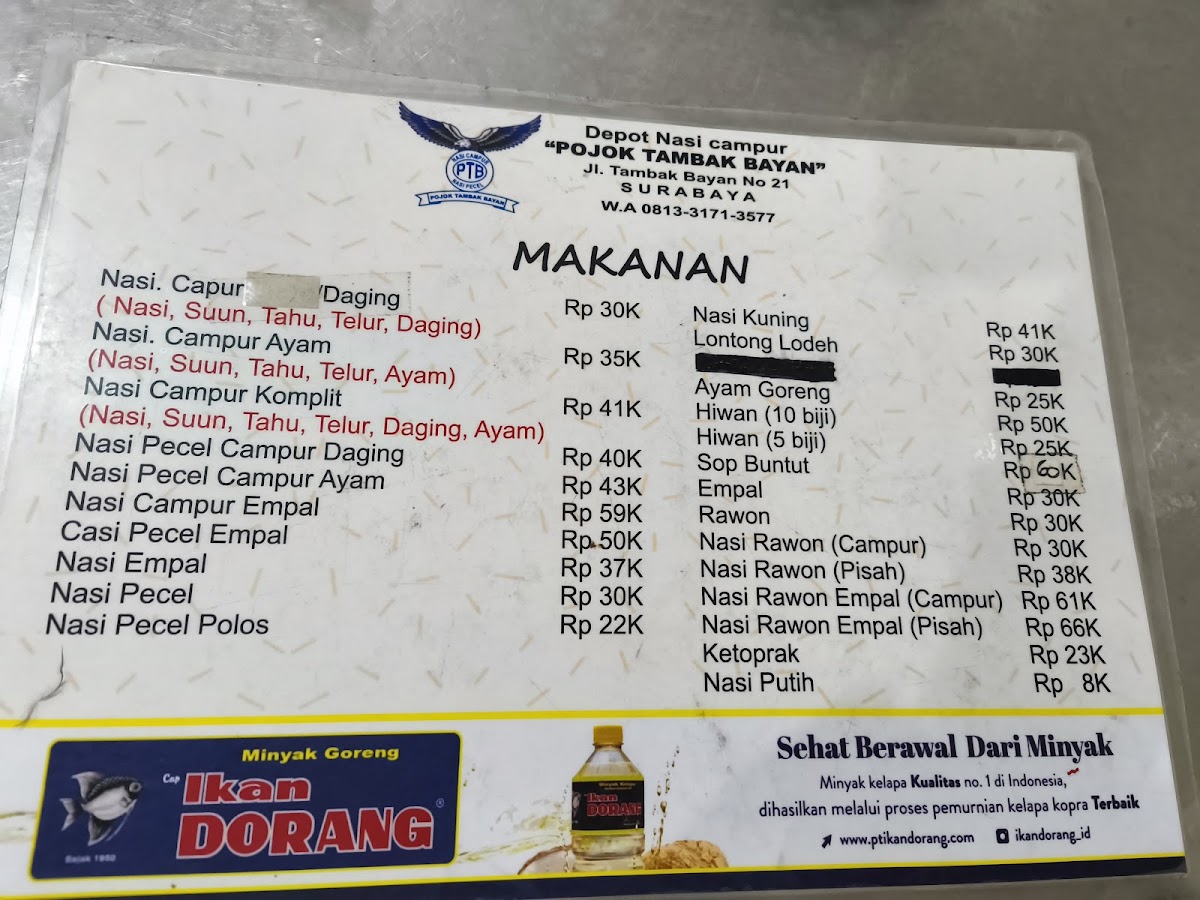 NASI CAMPUR
PTB
NASI PECEL
POJOK TAMBAK BAYAN
Depot Nasi campur
"POJOK TAMBAK BAYAN"
Jl. Tambak Bayan No 21
SURABAYA
W.A 0813-3171-3577
MAKANAN
Nasi. Capur /Daging Rp 30K
( Nasi, Suun, Tahu, Telur, Daging)
Nasi. Campur Ayam Rp 35K
(Nasi, Suun, Tahu, Telur, Ayam)
Nasi Campur Komplit Rp 41K
(Nasi, Suun, Tahu, Telur, Daging, Ayam)
Nasi Pecel Campur Daging Rp 40K
Nasi Pecel Campur Ayam Rp 43K
Nasi Campur Empal Rp 59K
Casi Pecel Empal Rp 50K
Nasi Empal Rp 37K
Nasi Pecel Rp 30K
Nasi Pecel Polos Rp 22K
Nasi Kuning Rp 41K
Lontong Lodeh Rp 30K
Ayam Goreng Rp 25K
Hiwan (10 biji) Rp 50K
Hiwan (5 biji) Rp 25K
Sop Buntut Rp 60K
Empal Rp 30K
Rawon Rp 30K
Nasi Rawon (Campur) Rp 30K
Nasi Rawon (Pisah) Rp 38K
Nasi Rawon Empal (Campur) Rp 61K
Nasi Rawon Empal (Pisah) Rp 66K
Ketoprak Rp 23K
Nasi Putih Rp 8K
Minyak Goreng
Cap Ikan
DORANG®
Sejak 1950
Minyak Kelapa
Ikan
DORANG
Sehat Berawal Dari Minyak
Minyak kelapa Kualitas no. 1 di Indonesia,
dihasilkan melalui proses pemurnian kelapa kopra Terbaik
www.ptikandorang.com ikandorang_id